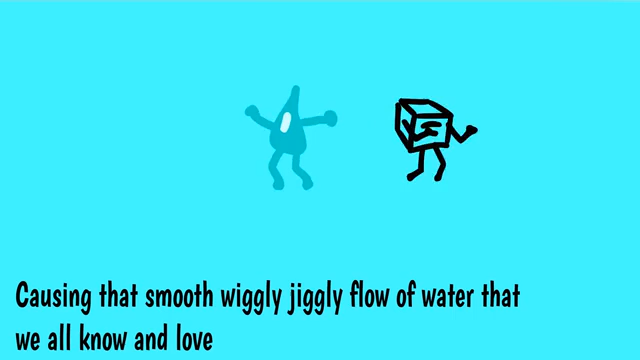 Causing that smooth wiggly jiggly flow of water that
we all know and love